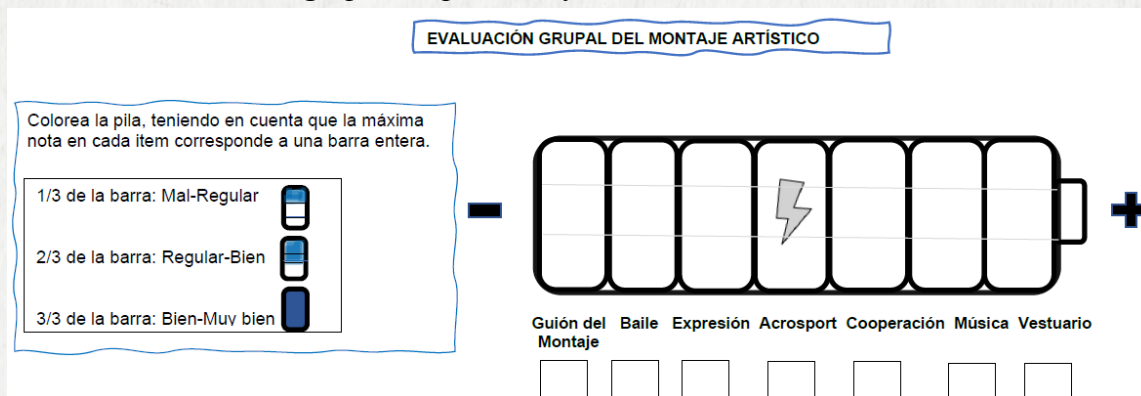 EVALUACIÓN GRUPAL DEL MONTAJE ARTÍSTICO
Colorea la pila, teniendo en cuenta que la máxima
nota en cada item corresponde a una barra entera.
1/3 de la barra: Mal-Regular
2/3 de la barra: Regular-Bien
3/3 de la barra: Bien-Muy bien
Guión del Baile Expresión Acrosport Cooperación Música Vestuario
Montaje